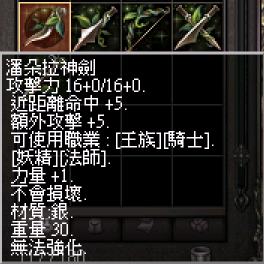 潘朵拉神劍
攻擊力 16+0/16+0.
近距離命中 +5.
額外攻擊 +5.
可使用職業 : [王族][騎士].
[妖精][法師].
力量 +1.
不會損壞.
材質 銀.
重量 30.
無法強化.